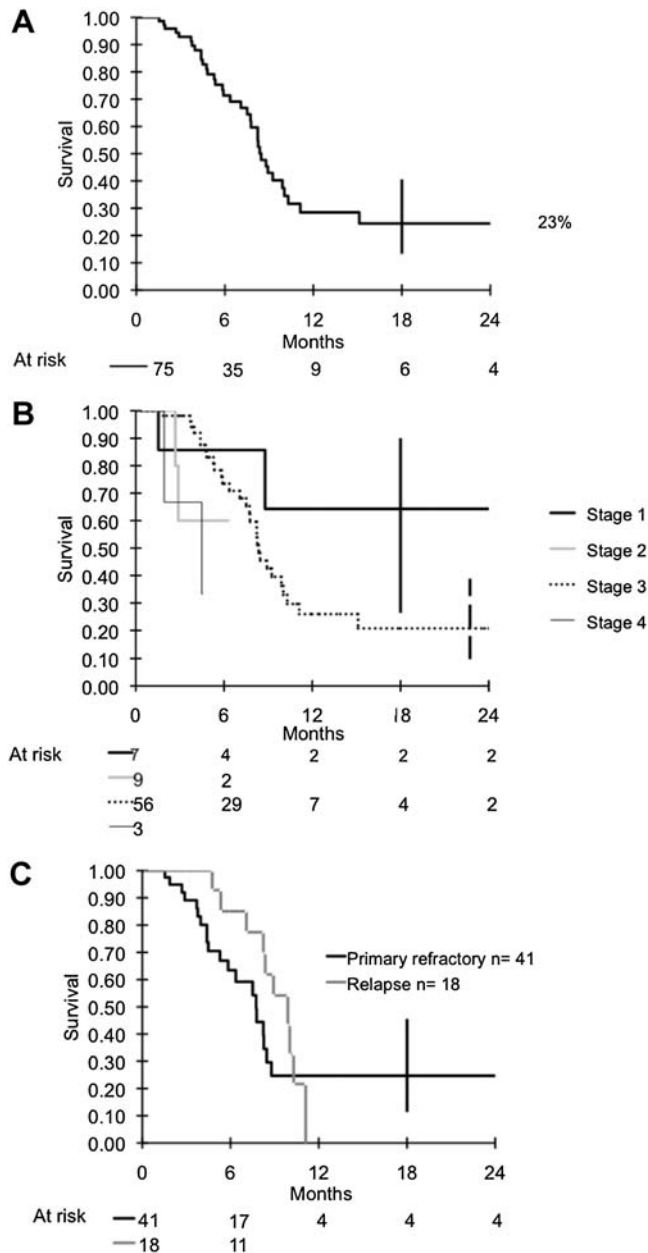 A
Survival
1.00
0.90
0.80
0.70
0.60
0.50
0.40
0.30
0.20
0.10
0.00
23%
0 6 12 18 24
Months
At risk 75 35 9 6 4
B
Survival
1.00
0.90
0.80
0.70
0.60
0.50
0.40
0.30
0.20
0.10
0.00
Stage 1
Stage 2
Stage 3
Stage 4
0 6 12 18 24
Months
At risk 7 4 2 2 2
9 2
56 29 7 4 2
3
C
Survival
1.00
0.90
0.80
0.70
0.60
0.50
0.40
0.30
0.20
0.10
0.00
Primary refractory n= 41
Relapse n= 18
0 6 12 18 24
Months
At risk 41 17 4 4 4
18 11